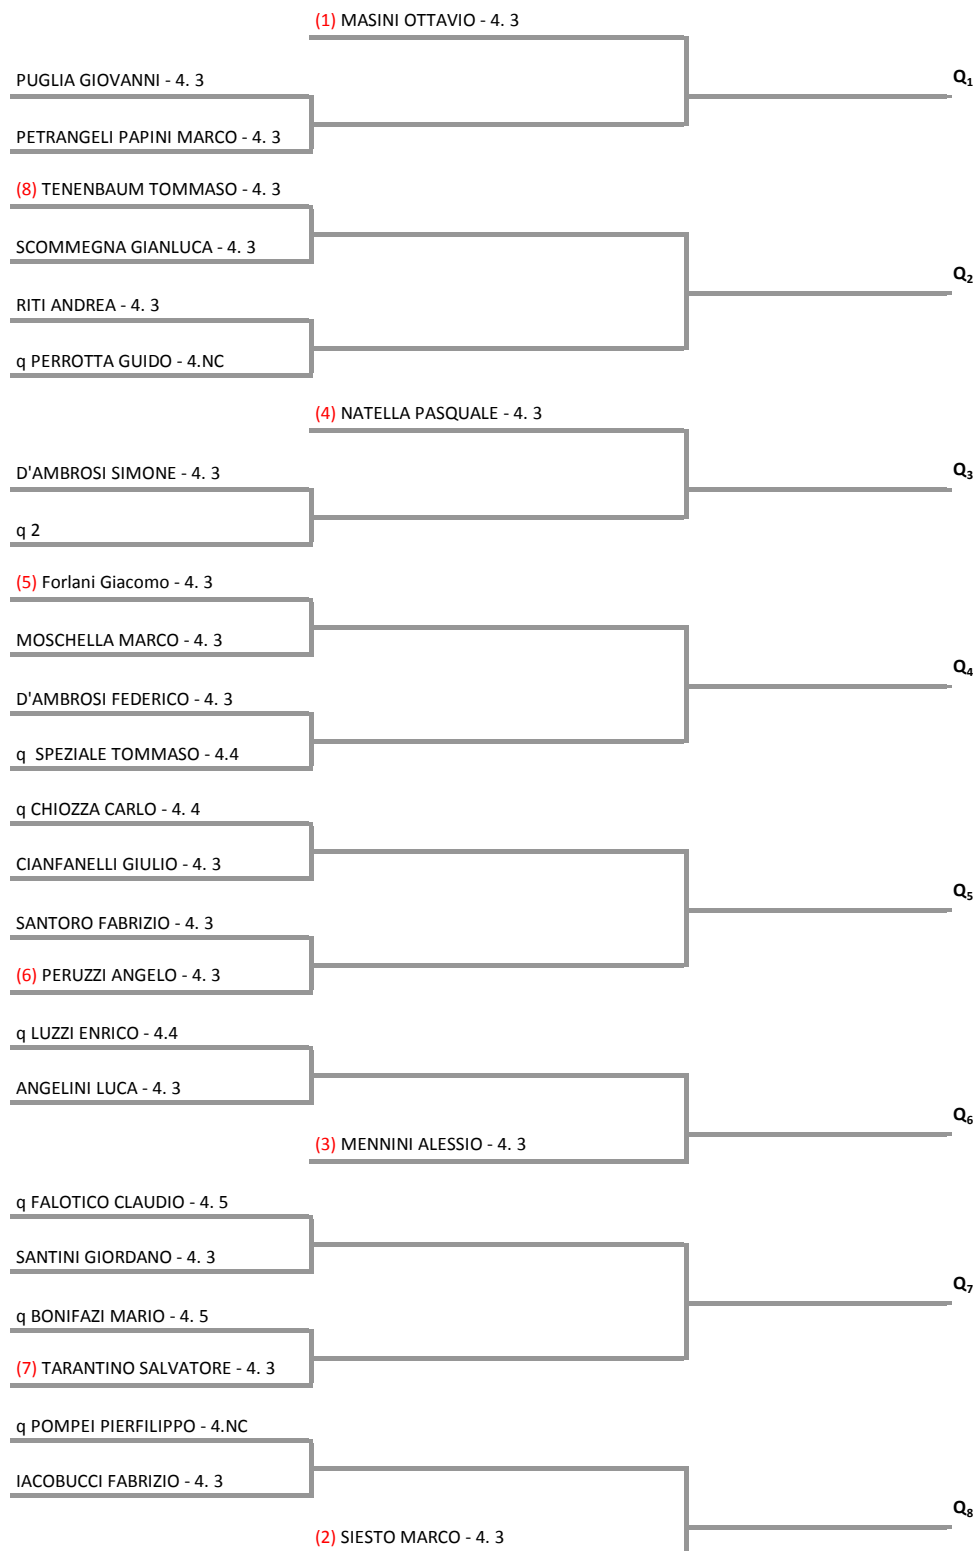 (1) MASINI OTTAVIO - 4. 3
Q1
PUGLIA GIOVANNI - 4. 3
PETRANGELI PAPINI MARCO - 4. 3
(8) TENENBAUM TOMMASO - 4. 3
SCOMMEGNA GIANLUCA - 4. 3
Q2
RITI ANDREA - 4. 3
q PERROTTA GUIDO - 4.NC
(4) NATELLA PASQUALE - 4. 3
Q3
D'AMBROSI SIMONE - 4. 3
q 2
(5) Forlani Giacomo - 4. 3
MOSCHELLA MARCO - 4. 3
Q4
D'AMBROSI FEDERICO - 4. 3
q  SPEZIALE TOMMASO - 4.4
q CHIOZZA CARLO - 4. 4
CIANFANELLI GIULIO - 4. 3
Q5
SANTORO FABRIZIO - 4. 3
(6) PERUZZI ANGELO - 4. 3
q LUZZI ENRICO - 4.4
ANGELINI LUCA - 4. 3
Q6
(3) MENNINI ALESSIO - 4. 3
q FALOTICO CLAUDIO - 4. 5
SANTINI GIORDANO - 4. 3
Q7
q BONIFAZI MARIO - 4. 5
(7) TARANTINO SALVATORE - 4. 3
q POMPEI PIERFILIPPO - 4.NC
IACOBUCCI FABRIZIO - 4. 3
Q8
(2) SIESTO MARCO - 4. 3